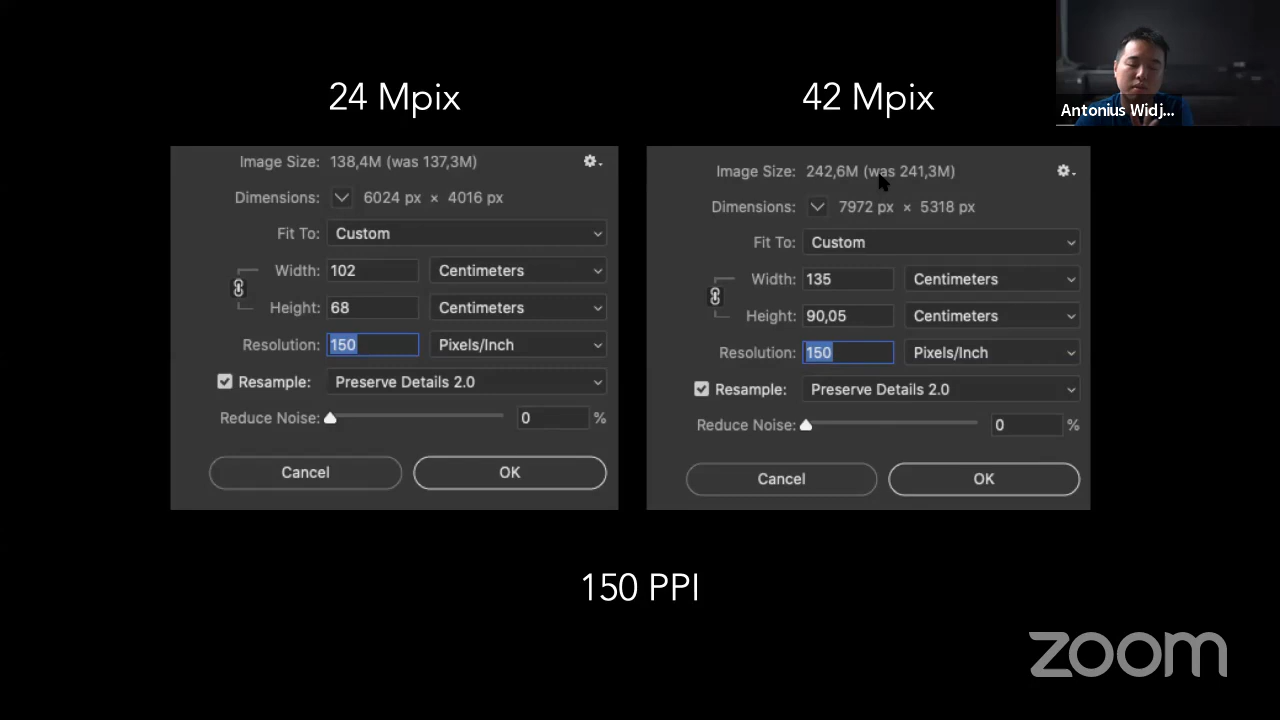 24 Mpix
42 Mpix
Antonius Widj...
Image Size: 138,4M (was 137,3M)
Dimensions: 6024 px × 4016 px
Fit To: Custom
Width: 102 Centimeters
Height: 68 Centimeters
Resolution: 150 Pixels/Inch
Resample: Preserve Details 2.0
Reduce Noise: 0 %
Cancel OK
Image Size: 242,6M (was 241,3M)
Dimensions: 7972 px × 5318 px
Fit To: Custom
Width: 135 Centimeters
Height: 90,05 Centimeters
Resolution: 150 Pixels/Inch
Resample: Preserve Details 2.0
Reduce Noise: 0 %
Cancel OK
150 PPI
zoom